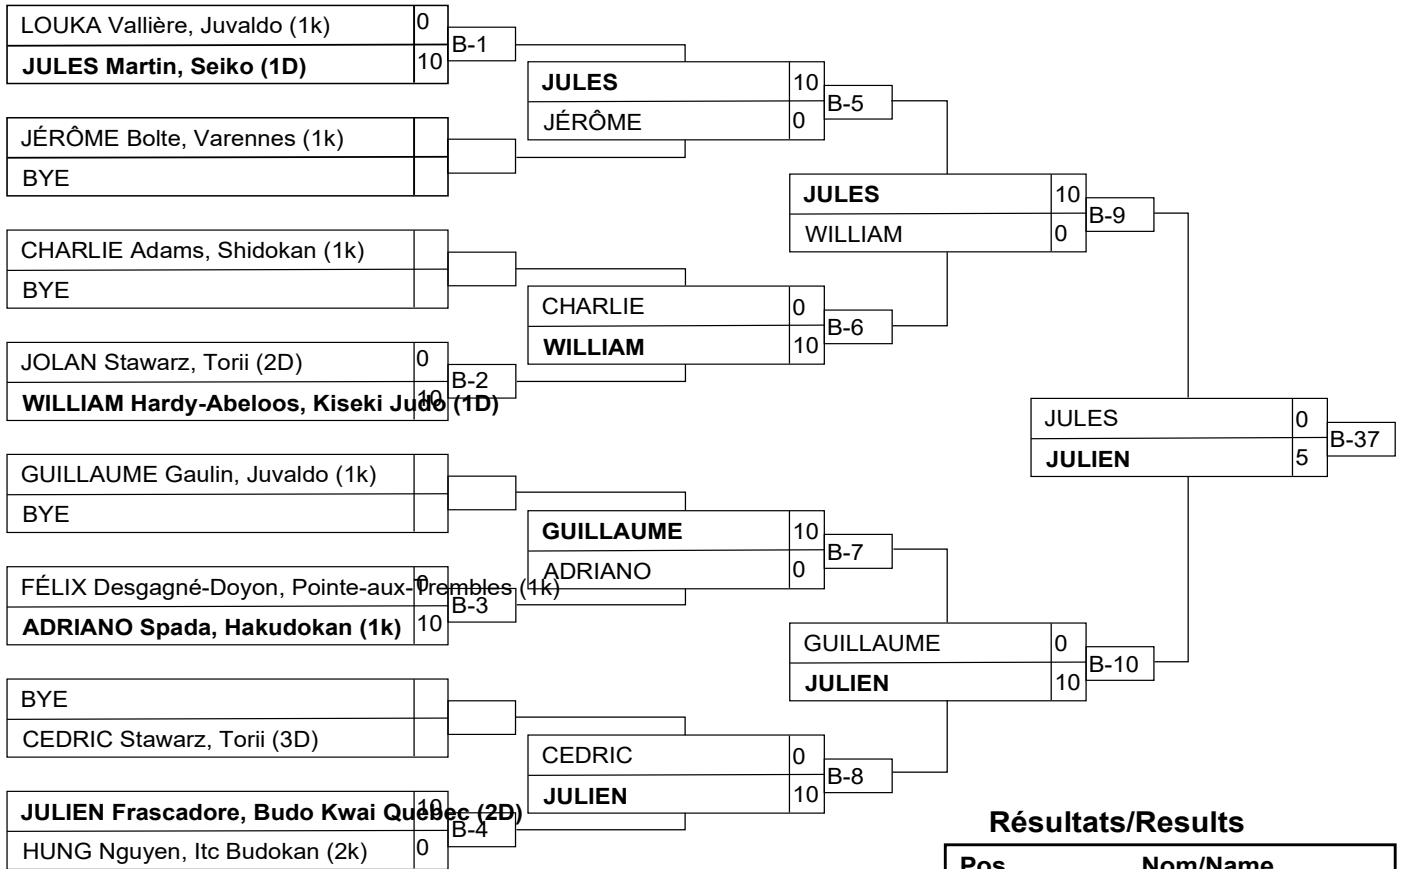 LOUKA Vallière, Juvaldo (1k) 0
JULES Martin, Seiko (1D) 10
B-1
JÉRÔME Bolte, Varennes (1k)
BYE
CHARLIE Adams, Shidokan (1k)
BYE
JOLAN Stawarz, Torii (2D) 0
WILLIAM Hardy-Abeloos, Kiseki Judo (1D) 10
B-2
GUILLAUME Gaulin, Juvaldo (1k)
BYE
FÉLIX Desgagné-Doyon, Pointe-aux-Trembles (1k) 0
ADRIANO Spada, Hakudokan (1k) 10
B-3
BYE
CEDRIC Stawarz, Torii (3D)
JULIEN Frascadore, Budo Kwai Quebec (2D) 10
HUNG Nguyen, Itc Budokan (2k) 0
B-4
JULES 10
JÉRÔME 0
B-5
CHARLIE 0
WILLIAM 10
B-6
GUILLAUME 10
ADRIANO 0
B-7
CEDRIC 0
JULIEN 10
B-8
JULES 10
WILLIAM 0
B-9
GUILLAUME 0
JULIEN 10
B-10
JULES 0
JULIEN 5
B-37
Résultats/Results
Pos Nom/Name